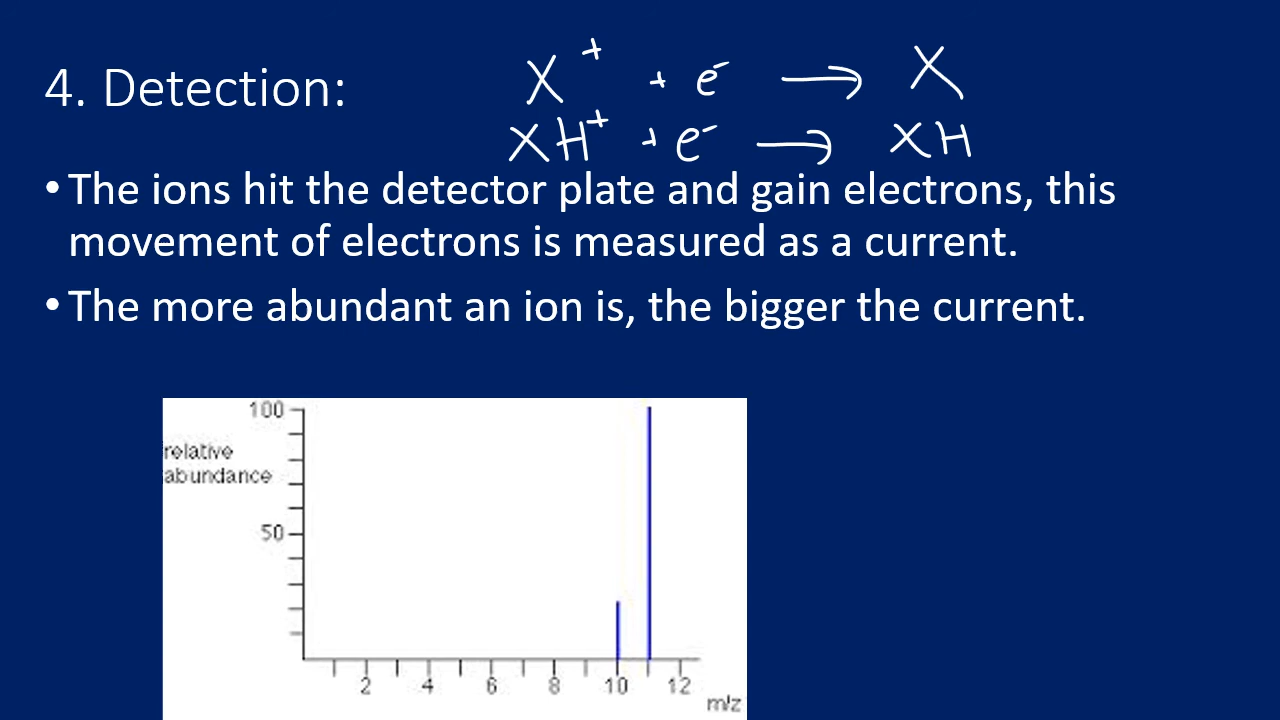 4. Detection:
X⁺ + e⁻ → X
XH⁺ + e⁻ → XH
• The ions hit the detector plate and gain electrons, this
movement of electrons is measured as a current.
• The more abundant an ion is, the bigger the current.
100
relative
abundance
50
2 4 6 8 10 12
m/z